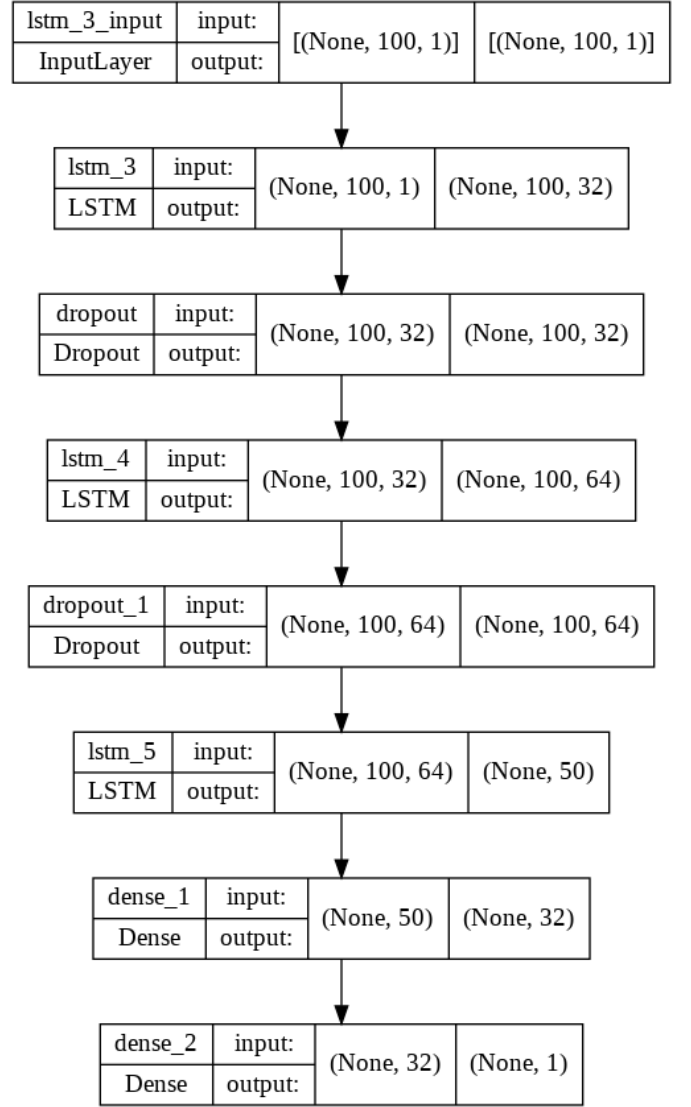 lstm_3_input input: [(None, 100, 1)] [(None, 100, 1)]
InputLayer output:
lstm_3 input: (None, 100, 1) (None, 100, 32)
LSTM output:
dropout input: (None, 100, 32) (None, 100, 32)
Dropout output:
lstm_4 input: (None, 100, 32) (None, 100, 64)
LSTM output:
dropout_1 input: (None, 100, 64) (None, 100, 64)
Dropout output:
lstm_5 input: (None, 100, 64) (None, 50)
LSTM output:
dense_1 input: (None, 50) (None, 32)
Dense output:
dense_2 input: (None, 32) (None, 1)
Dense output: